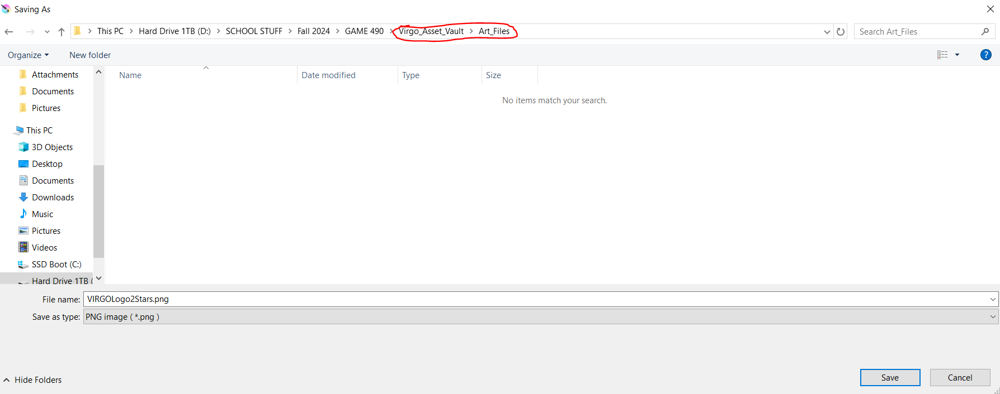 Saving As
This PC Hard Drive 1TB (D:) SCHOOL STUFF Fall 2024 GAME 490 Virgo_Asset_Vault Art_Files Search Art_Files
Organize New folder ?
Name Date modified Type Size
No items match your search.
Attachments
Documents
Pictures
This PC
3D Objects
Desktop
Documents
Downloads
Music
Pictures
Videos
SSD Boot (C:)
Hard Drive 1TB (
File name: VIRGOLogo2Stars.png
Save as type: PNG image ( *.png )
Hide Folders Save Cancel